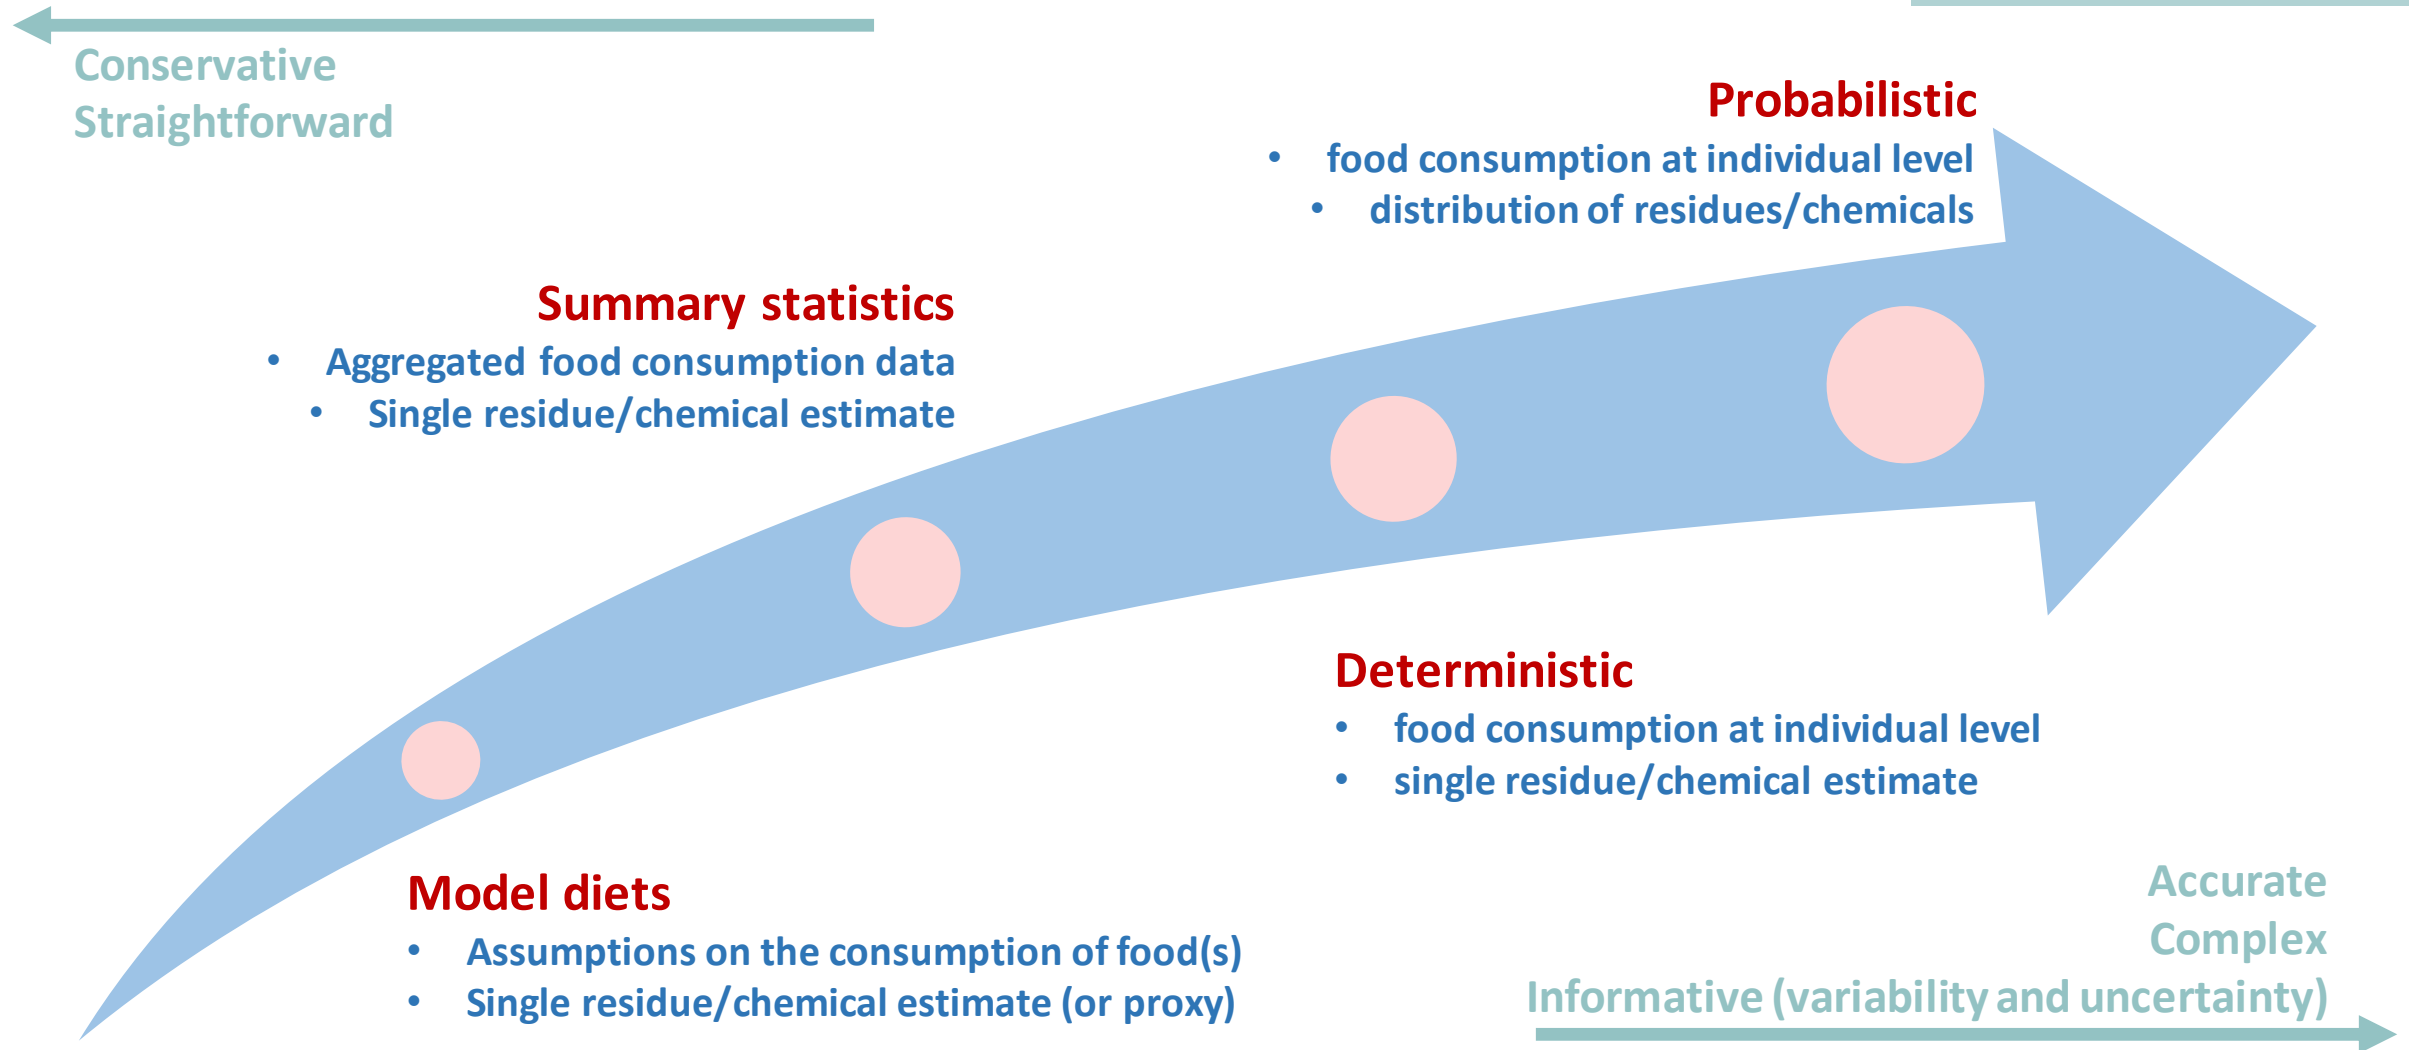 Conservative
Straightforward
Probabilistic
• food consumption at individual level
• distribution of residues/chemicals
Summary statistics
• Aggregated food consumption data
• Single residue/chemical estimate
Deterministic
• food consumption at individual level
• single residue/chemical estimate
Model diets
• Assumptions on the consumption of food(s)
• Single residue/chemical estimate (or proxy)
Accurate
Complex
Informative (variability and uncertainty)